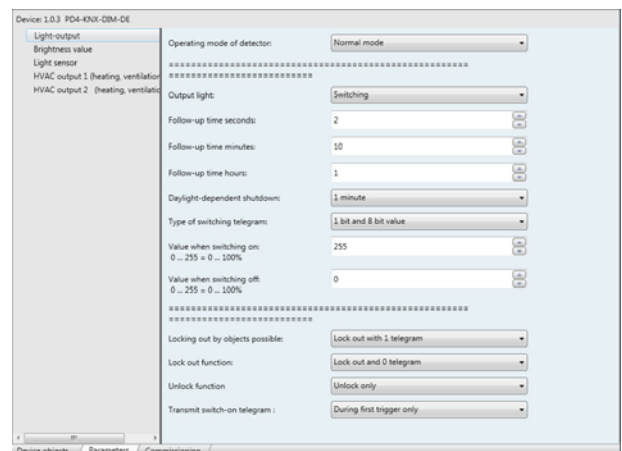 Device: 1.0.3 PD4-KNX-DIM-DE
Light-output
Brightness value
Light sensor
HVAC output 1 (heating, ventilation
HVAC output 2 (heating, ventilatic
Operating mode of detector: Normal mode
=====================================================
==========================
Output light: Switching
Follow-up time seconds: 2
Follow-up time minutes: 10
Follow-up time hours: 1
Daylight-dependent shutdown: 1 minute
Type of switching telegram: 1 bit and 8 bit value
Value when switching on: 255
0 ... 255 = 0 ... 100%
Value when switching off: 0
0 ... 255 = 0 ... 100%
=====================================================
==========================
Locking out by objects possible: Lock out with 1 telegram
Lock out function: Lock out and 0 telegram
Unlock function Unlock only
Transmit switch-on telegram : During first trigger only
Device objects Parameters Commissioning